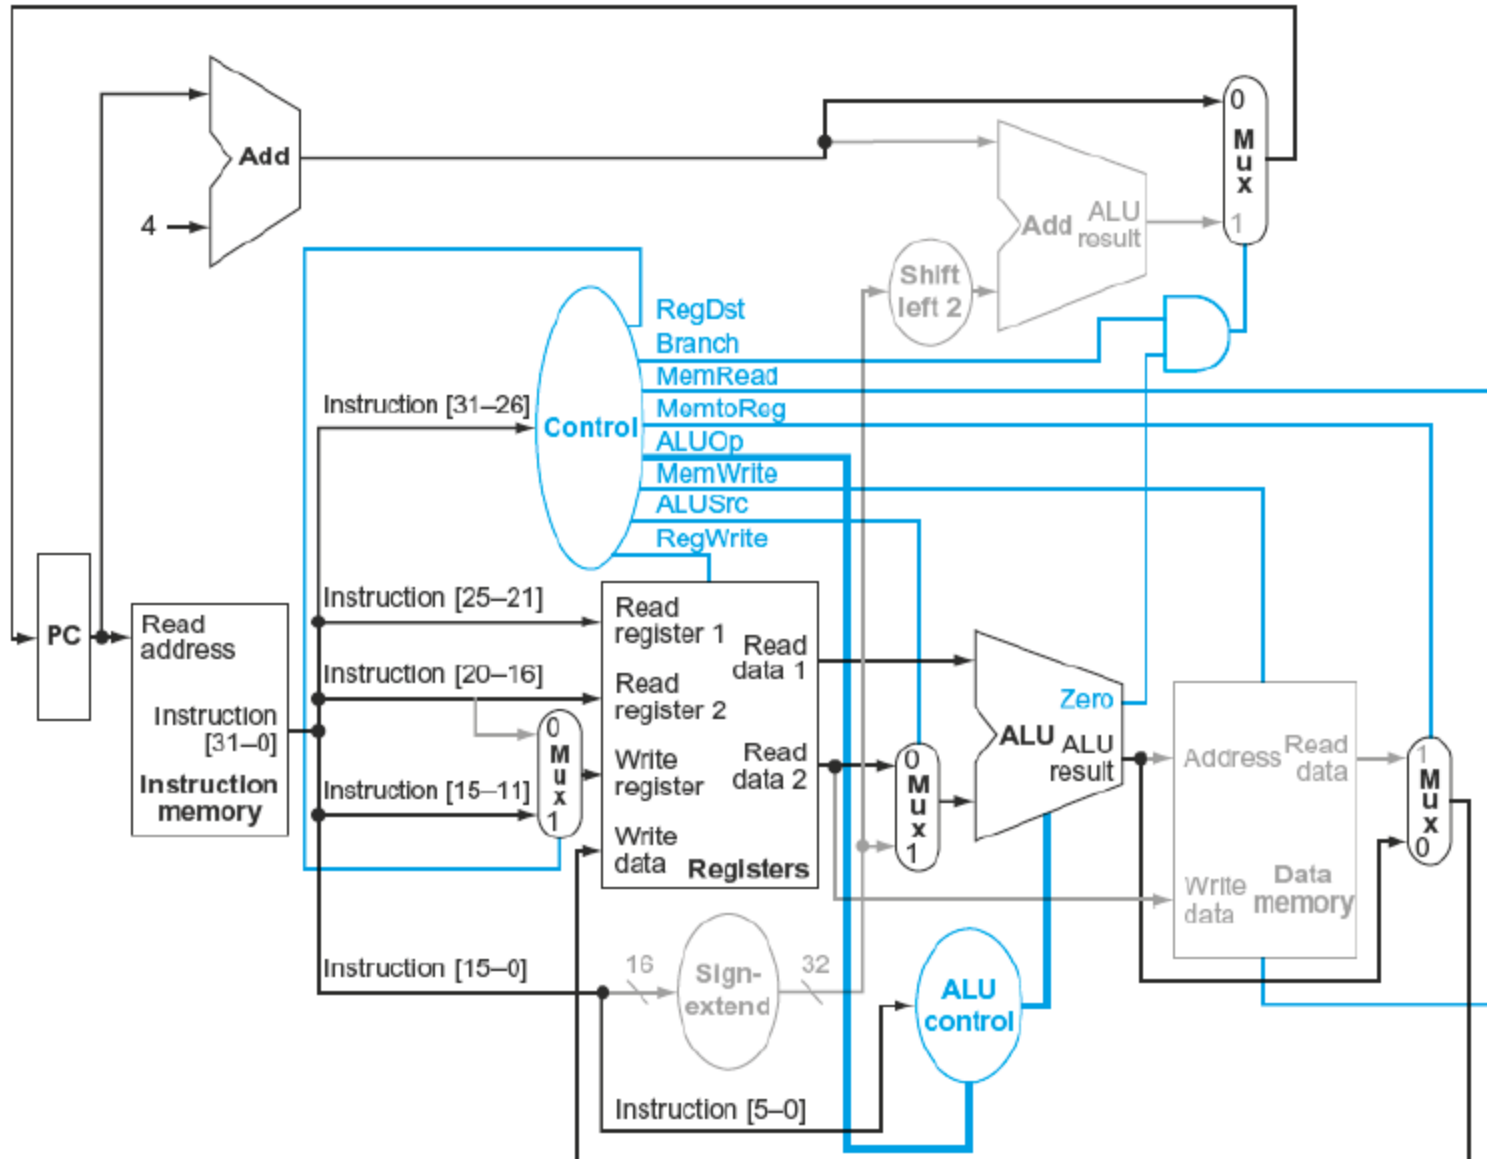 0
M
u
x
1
Add
4
Add
ALU
result
Shift
left 2
RegDst
Branch
MemRead
MemtoReg
ALUOp
MemWrite
ALUSrc
RegWrite
Instruction [31–26]
Control
PC
Read
address
Instruction
[31–0]
Instruction
memory
Instruction [25–21]
Instruction [20–16]
Instruction [15–11]
0
M
u
x
1
Read
register 1
Read
register 2
Write
register
Write
data
Read
data 1
Read
data 2
Registers
0
M
u
x
1
Zero
ALU
ALU
result
Address
Read
data
Write
data
Data
memory
1
M
u
x
0
Instruction [15–0]
16
Sign-
extend
32
ALU
control
Instruction [5–0]